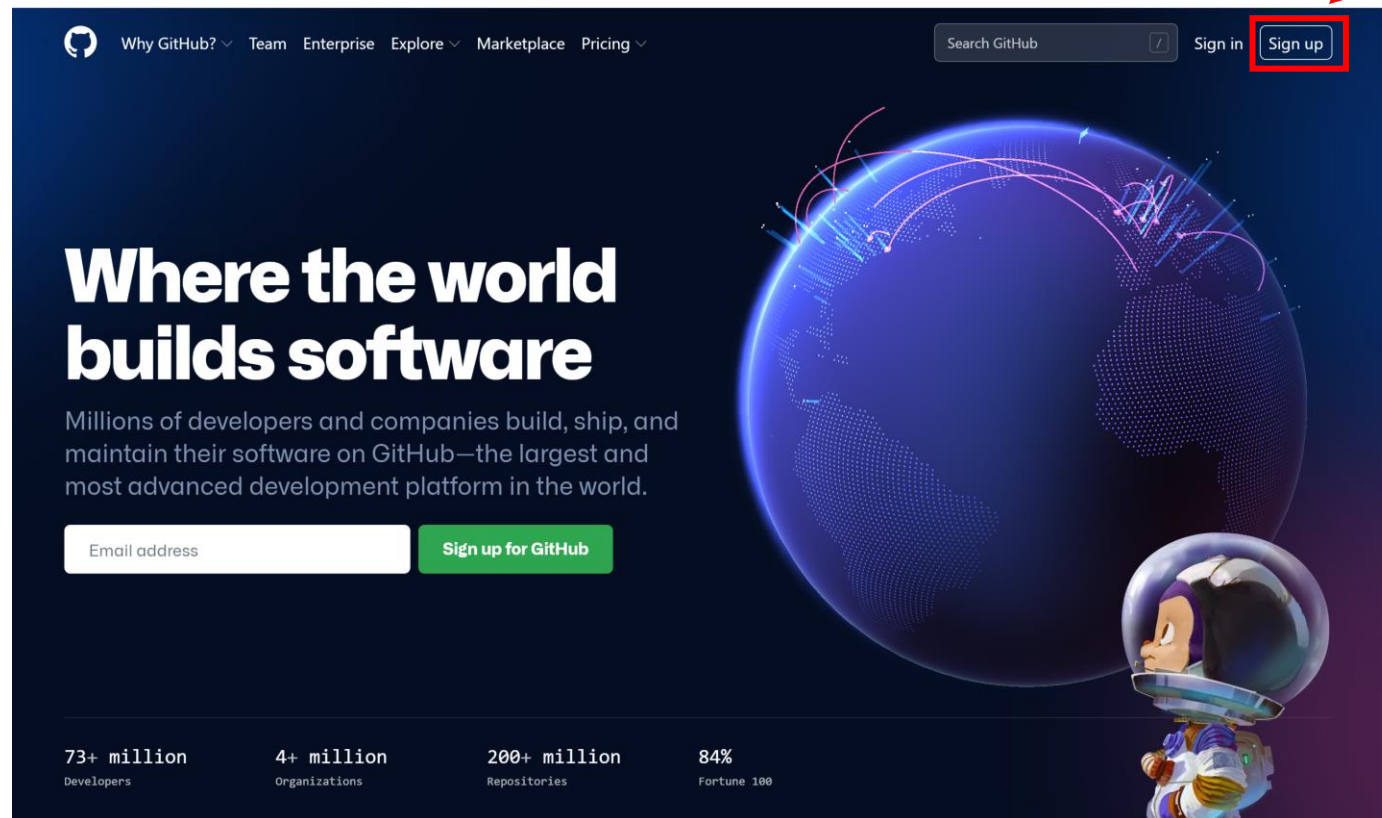 Why GitHub? Team Enterprise Explore Marketplace Pricing Search GitHub / Sign in Sign up
Where the world
builds software
Millions of developers and companies build, ship, and
maintain their software on GitHub—the largest and
most advanced development platform in the world.
Email address Sign up for GitHub
73+ million 4+ million 200+ million 84%
Developers Organizations Repositories Fortune 100